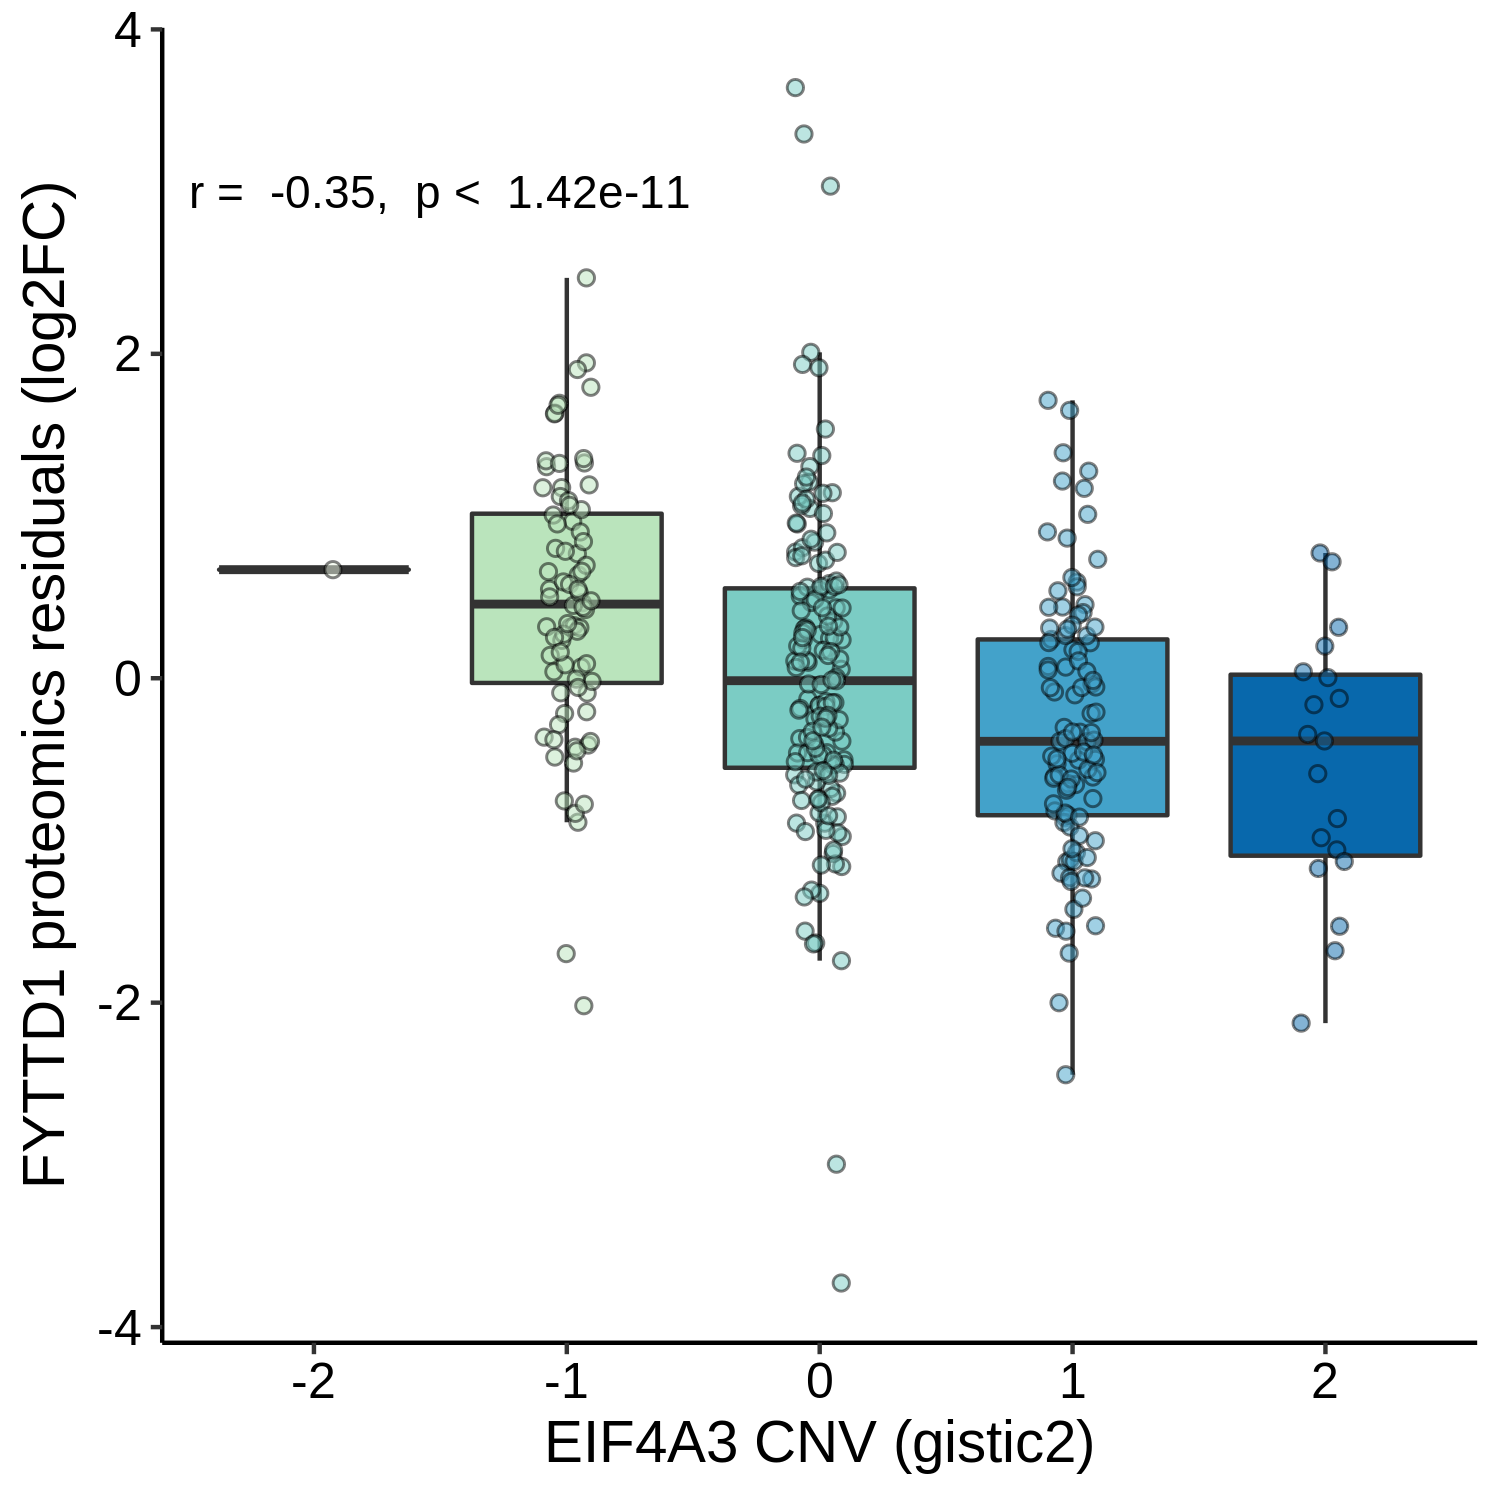 4
r = -0.35, p < 1.42e-11
2
0
-2
-4
FYTTD1 proteomics residuals (log2FC)
-2 -1 0 1 2
EIF4A3 CNV (gistic2)